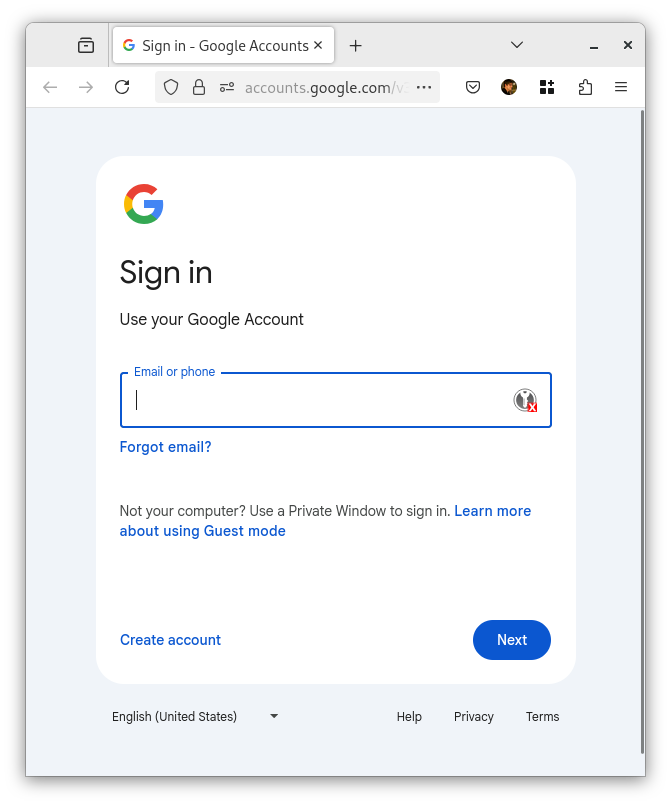 Sign in - Google Accounts
accounts.google.com/v3
Sign in
Use your Google Account
Email or phone
Forgot email?
Not your computer? Use a Private Window to sign in. Learn more
about using Guest mode
Create account
Next
English (United States)
Help
Privacy
Terms